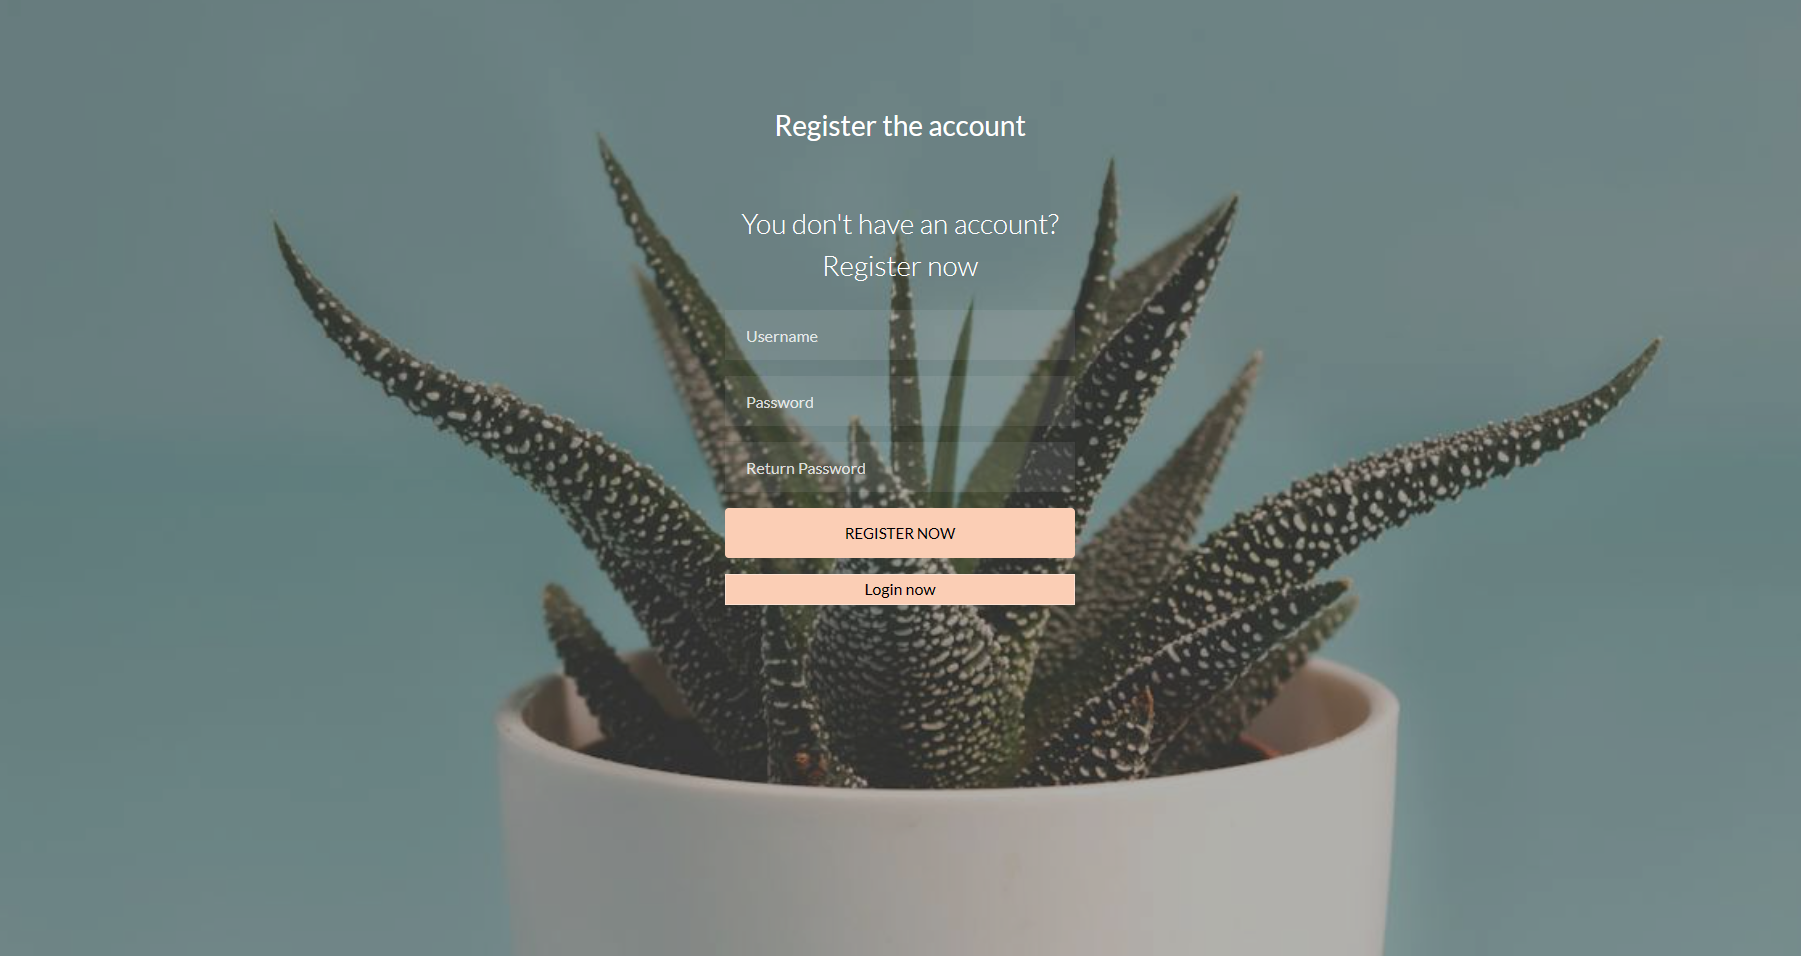 Register the account
You don't have an account?
Register now
Username
Password
Return Password
REGISTER NOW
Login now